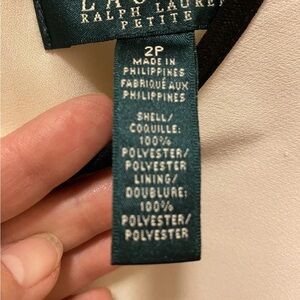 LAUREN
RALPH LAUREN
PETITE
2P
MADE IN
PHILIPPINES
FABRIQUÉ AUX
PHILIPPINES
SHELL/
COQUILLE:
100%
POLYESTER/
POLYESTER
LINING/
DOUBLURE:
100%
POLYESTER/
POLYESTER